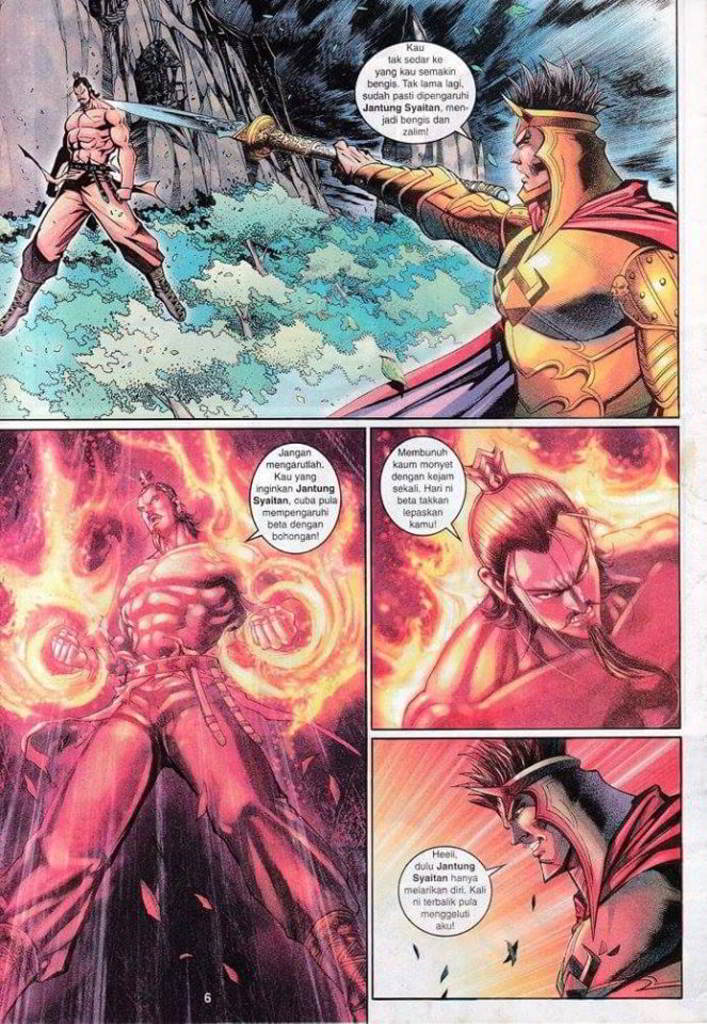 Kau
tak sedar ke
yang kau semakin
bengis. Tak lama lagi,
sudah pasti dipengaruhi
Jantung Syaitan, men-
jadi bengis dan
zalim!
Jangan
mengarutlah.
Kau yang
inginkan Jantung
Syaitan, cuba pula
mempengaruhi
beta dengan
bohongan!
Membunuh
kaum monyet
dengan kejam
sekali. Hari ni
beta takkan
lepaskan
kamu!
Heeii,
dulu Jantung
Syaitan hanya
melarikan diri. Kali
ni terbalik pula
menggeluti
aku!
6